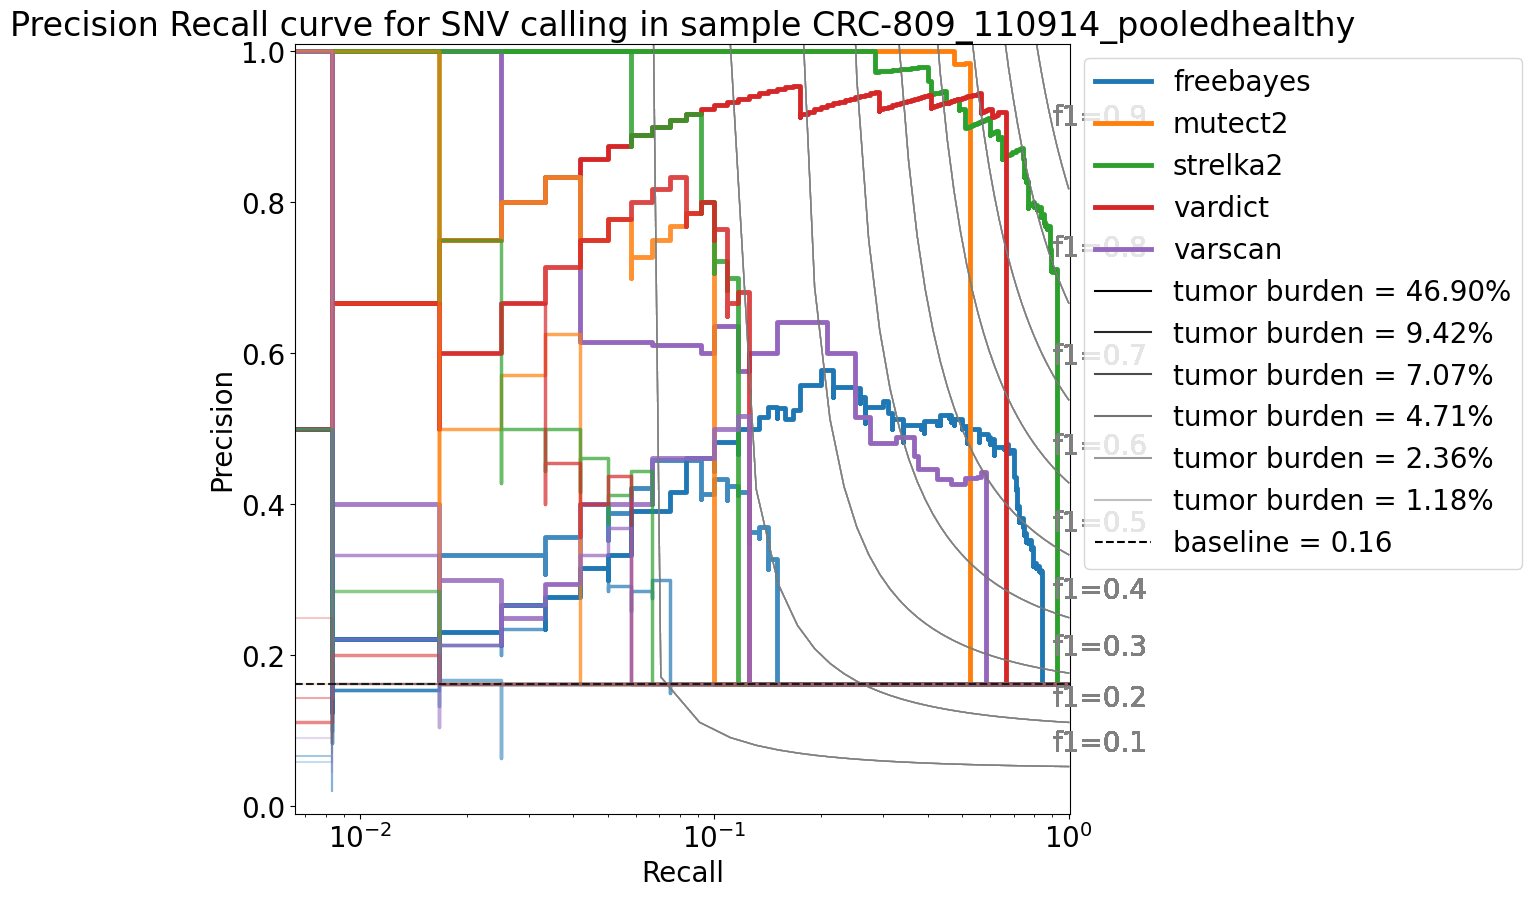 Precision Recall curve for SNV calling in sample CRC-809_110914_pooledhealthy
1.0
0.8
0.6
0.4
0.2
0.0
Precision
10⁻²
10⁻¹
10⁰
Recall
f1=0.9
f1=0.8
f1=0.7
f1=0.6
f1=0.5
f1=0.4
f1=0.3
f1=0.2
f1=0.1
freebayes
mutect2
strelka2
vardict
varscan
tumor burden = 46.90%
tumor burden = 9.42%
tumor burden = 7.07%
tumor burden = 4.71%
tumor burden = 2.36%
tumor burden = 1.18%
baseline = 0.16